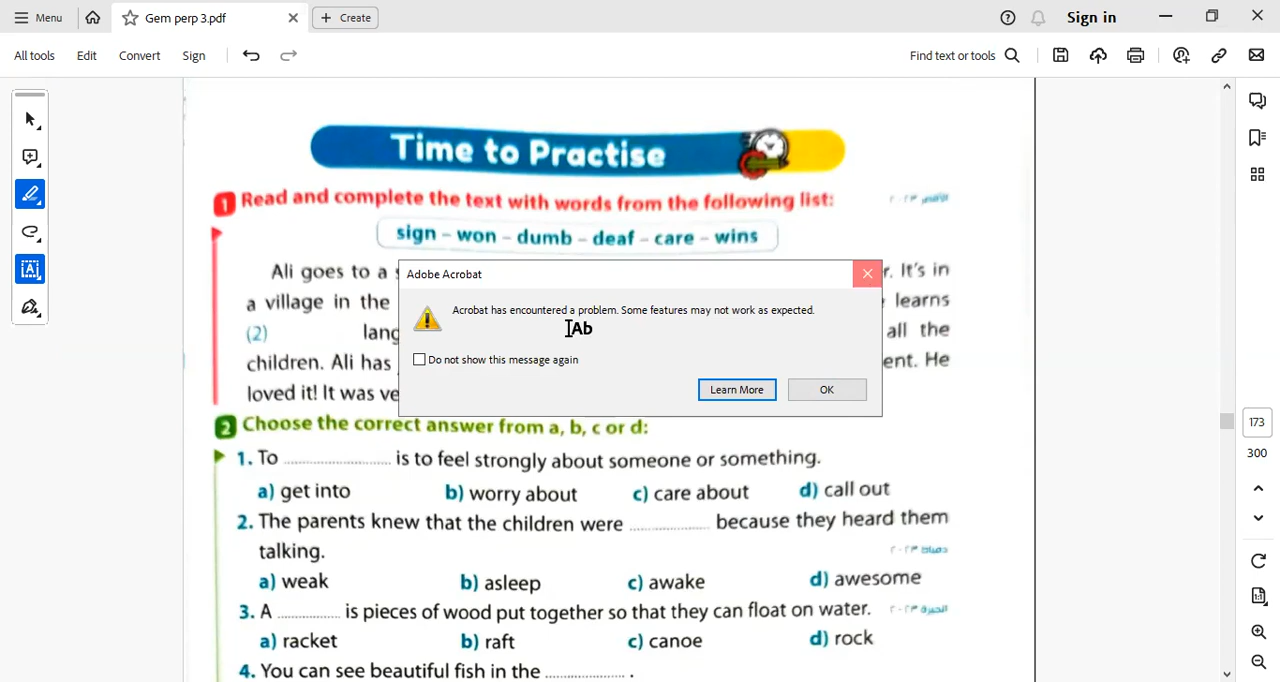 Menu
Gem perp 3.pdf
Create
Sign in
All tools
Edit
Convert
Sign
Find text or tools
Time to Practise
1 Read and complete the text with words from the following list:
sign – won – dumb – deaf – care – wins
Ali goes to a
r. It's in
a village in the
learns
(2) lang
all the
children. Ali has
ent. He
loved it! It was ve
Adobe Acrobat
Acrobat has encountered a problem. Some features may not work as expected.
Ab
Do not show this message again
Learn More
OK
2 Choose the correct answer from a, b, c or d:
1. To .................... is to feel strongly about someone or something.
a) get into b) worry about c) care about d) call out
2. The parents knew that the children were .................... because they heard them
talking. دمياط ٢٠٢٣
a) weak b) asleep c) awake d) awesome
3. A ............... is pieces of wood put together so that they can float on water. الجيزة ٢٠٢٣
a) racket b) raft c) canoe d) rock
4. You can see beautiful fish in the .................... .
173
300